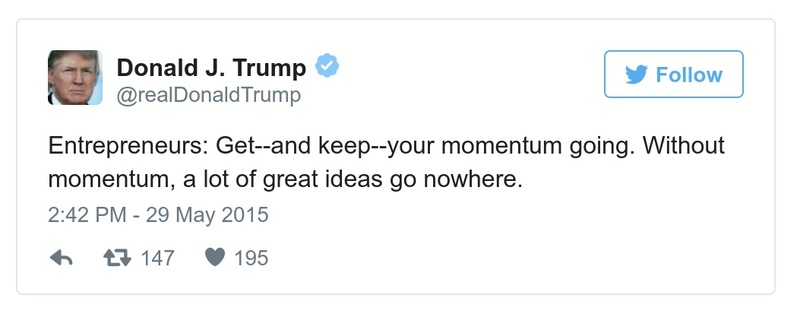 Donald J. Trump
@realDonaldTrump
Follow
Entrepreneurs: Get--and keep--your momentum going. Without
momentum, a lot of great ideas go nowhere.
2:42 PM - 29 May 2015
147 195